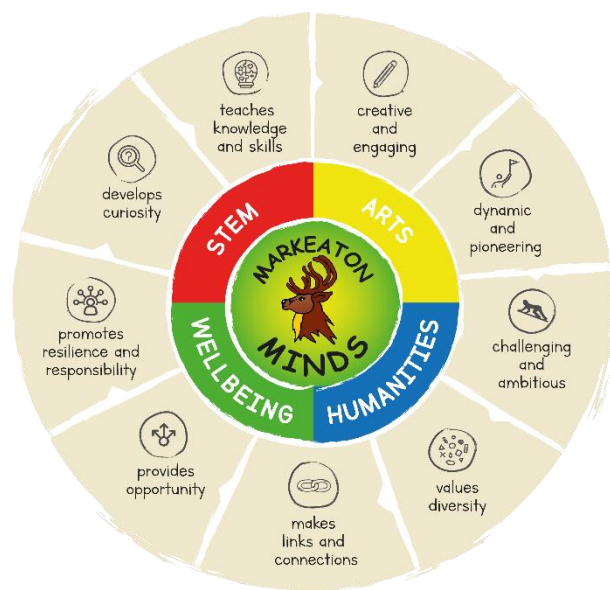 teaches
knowledge
and skills
creative
and
engaging
dynamic
and
pioneering
challenging
and
ambitious
values
diversity
makes
links and
connections
provides
opportunity
promotes
resilience and
responsibility
develops
curiosity
STEM
ARTS
HUMANITIES
WELLBEING
MARKEATON
MINDS